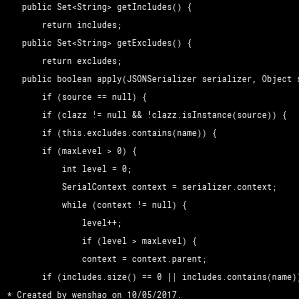 public Set<String> getIncludes() {
return includes;
public Set<String> getExcludes() {
return excludes;
public boolean apply(JSONSerializer serializer, Object s
if (source == null) {
if (clazz != null && !clazz.isInstance(source)) {
if (this.excludes.contains(name)) {
if (maxLevel > 0) {
int level = 0;
SerialContext context = serializer.context;
while (context != null) {
level++;
if (level > maxLevel) {
context = context.parent;
if (includes.size() == 0 || includes.contains(name)
* Created by wenshao on 10/05/2017.